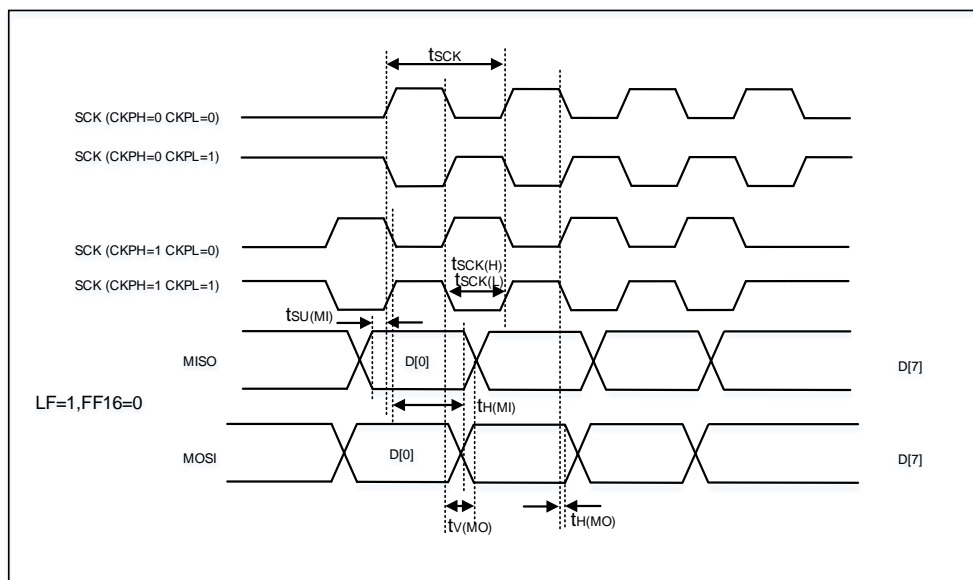 tSCK
SCK (CKPH=0 CKPL=0)
SCK (CKPH=0 CKPL=1)
SCK (CKPH=1 CKPL=0)
tSCK(H)
tSCK(L)
SCK (CKPH=1 CKPL=1)
tSU(MI)
MISO
D[0]
D[7]
LF=1,FF16=0
tH(MI)
MOSI
D[0]
D[7]
tV(MO)
tH(MO)